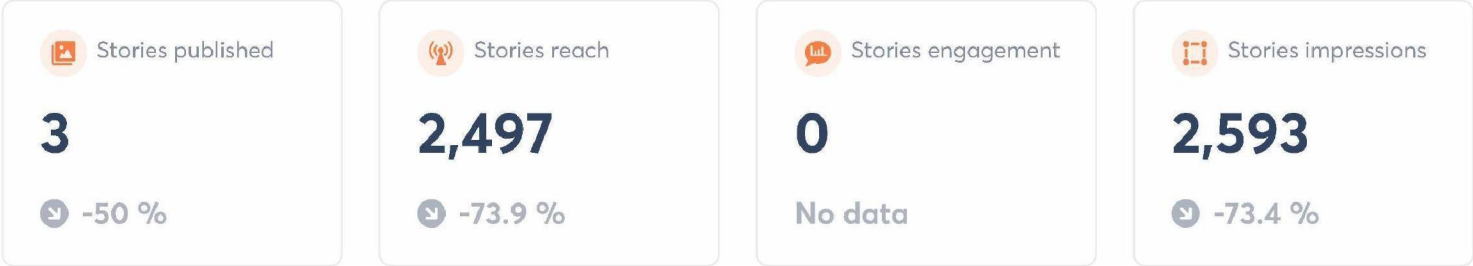 Stories published
3
-50 %
Stories reach
2,497
-73.9 %
Stories engagement
0
No data
Stories impressions
2,593
-73.4 %